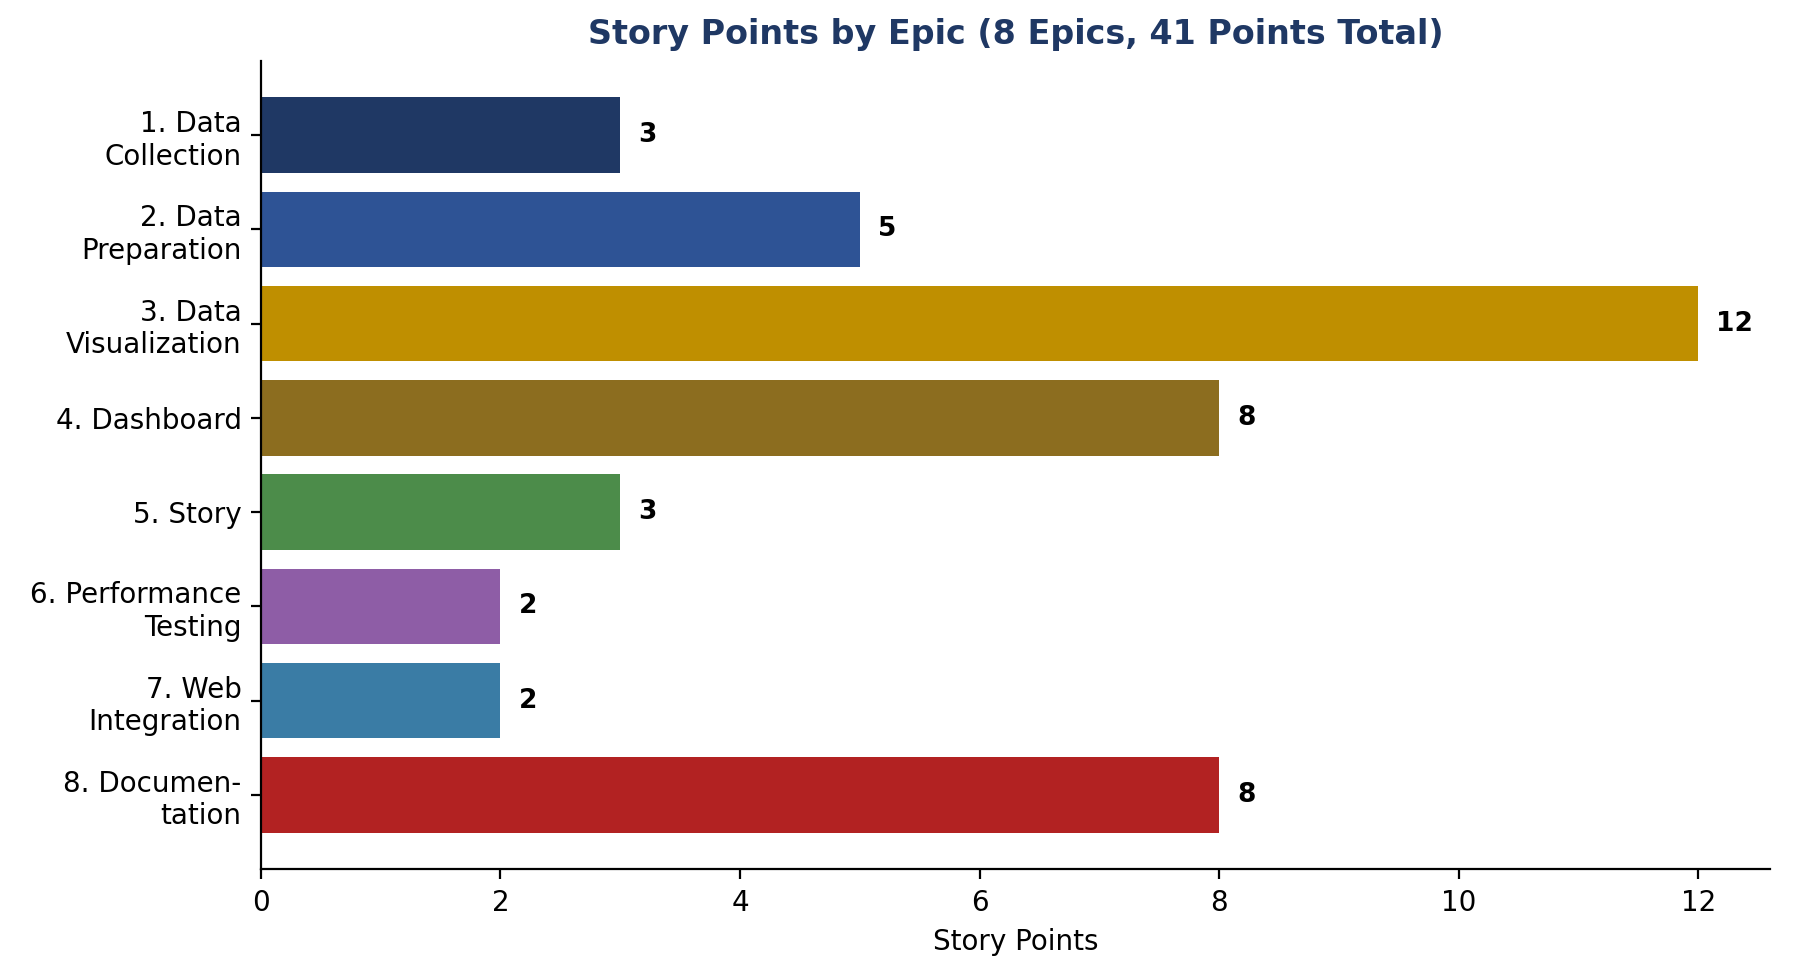 Story Points by Epic (8 Epics, 41 Points Total)
1. Data
Collection
3
2. Data
Preparation
5
3. Data
Visualization
12
4. Dashboard
8
5. Story
3
6. Performance
Testing
2
7. Web
Integration
2
8. Documen-
tation
8
0 2 4 6 8 10 12
Story Points